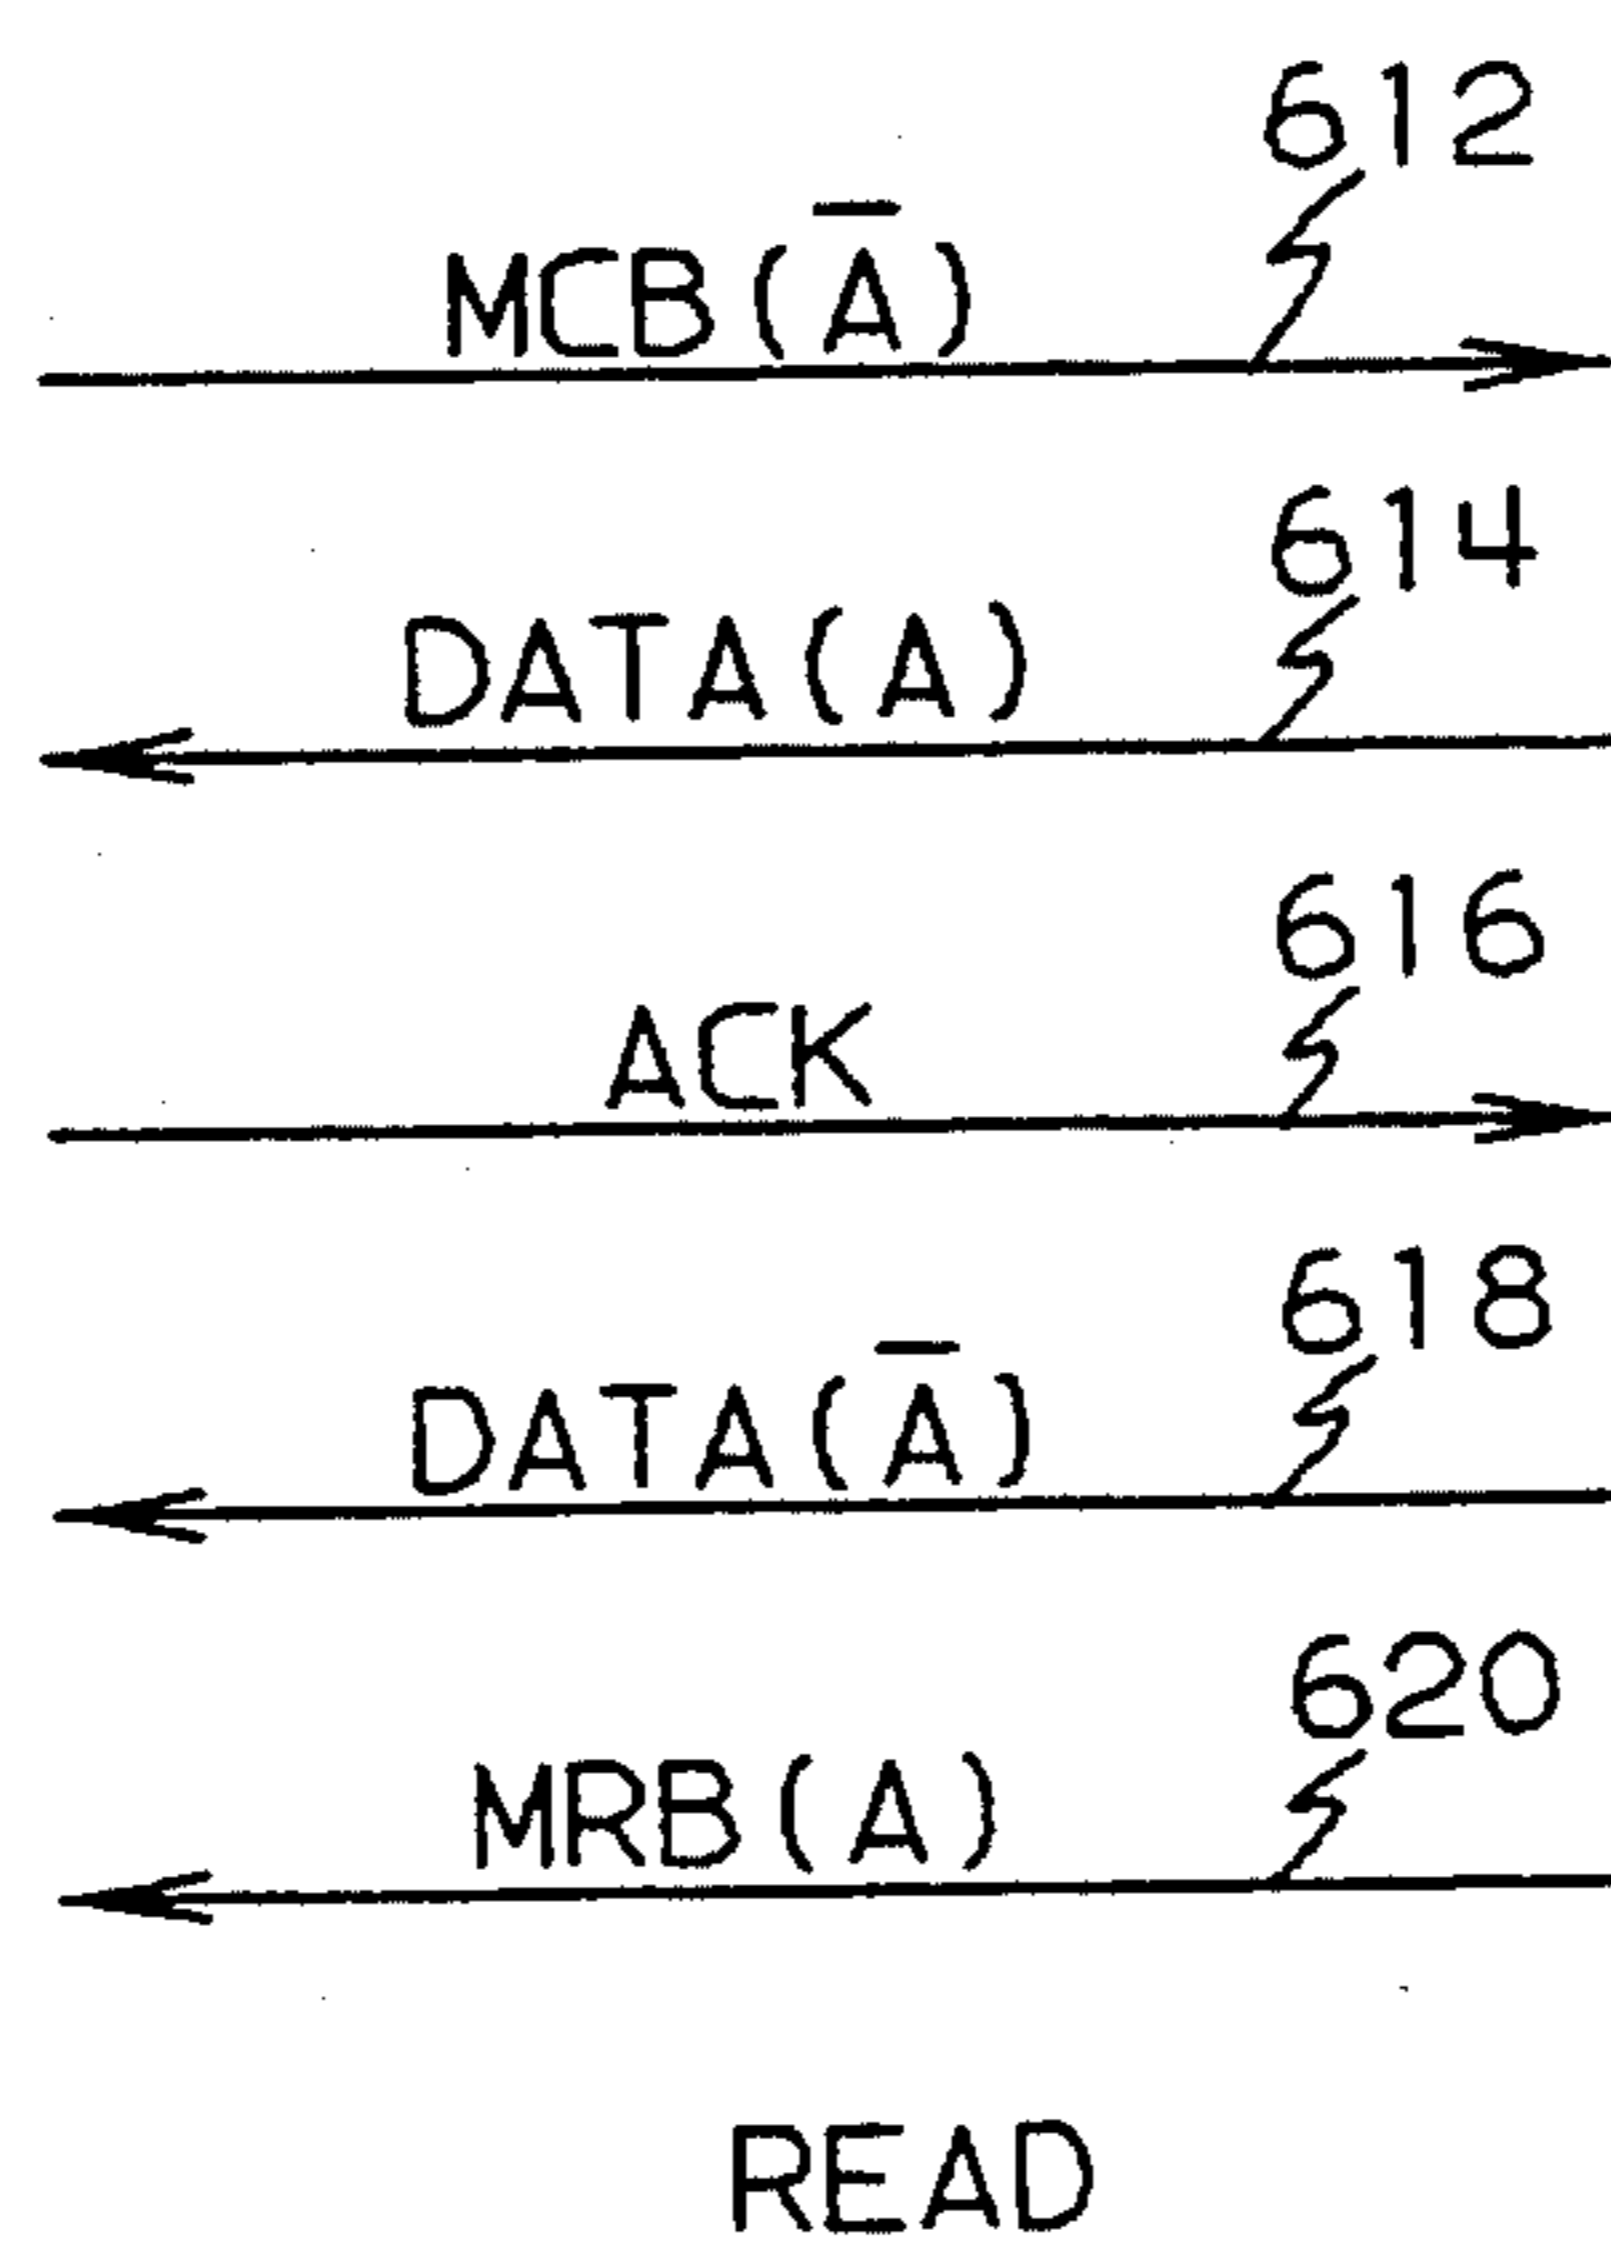 612
MCB(A̅)
614
DATA(A)
616
ACK
618
DATA(A̅)
620
MRB(A)
READ